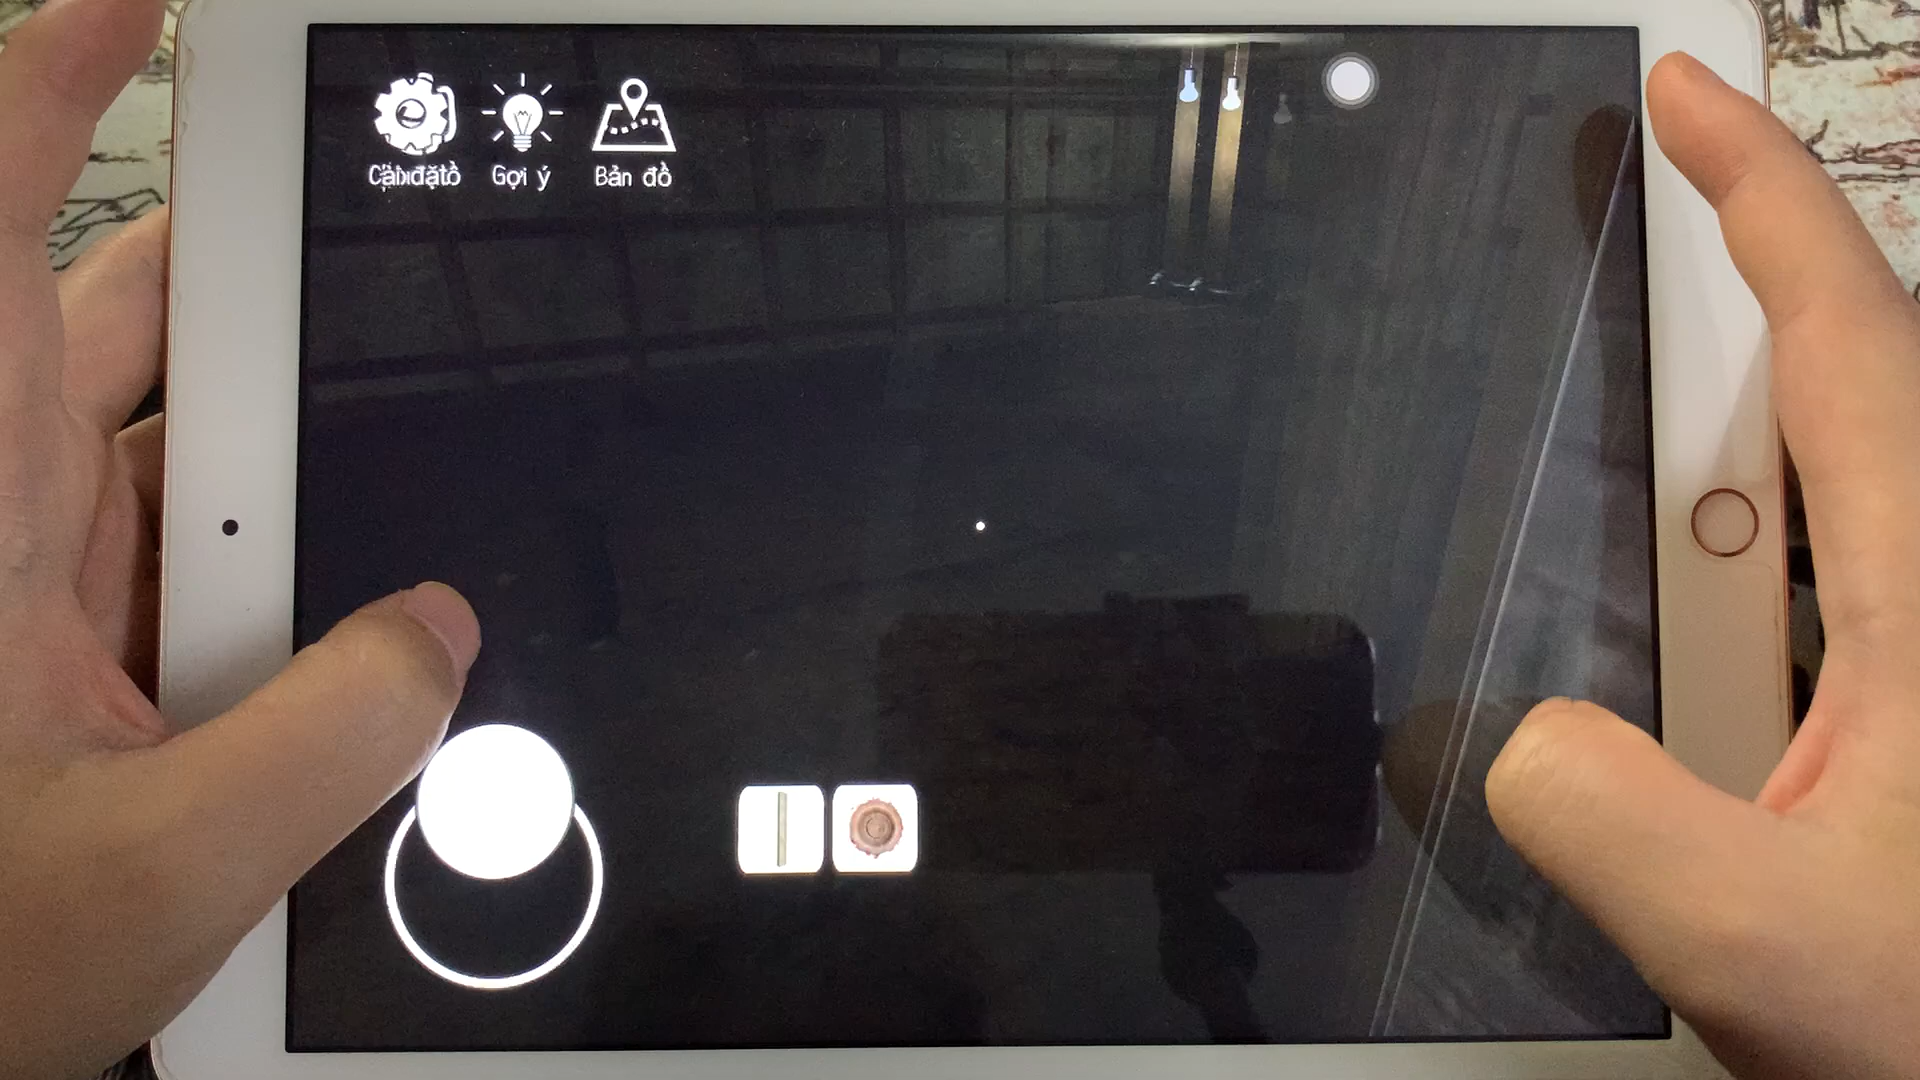 Gợi ý
Bản đồ